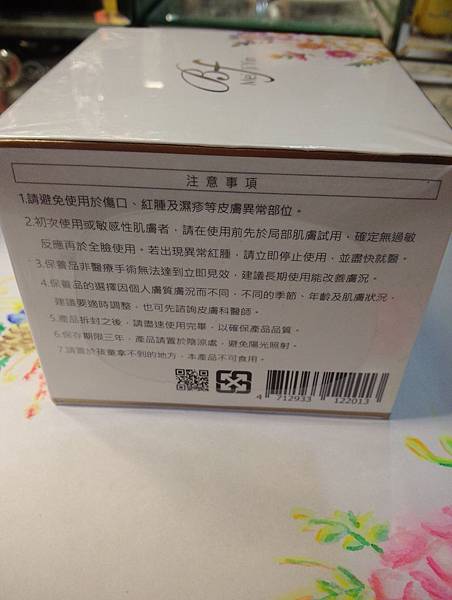 Bf
Mei Yin
注意事項
1.請避免使用於傷口、紅腫及濕疹等皮膚異常部位。
2.初次使用或敏感性肌膚者，請在使用前先於局部肌膚試用，確定無過敏
反應再於全臉使用。若出現異常紅腫，請立即停止使用，並盡快就醫。
3.保養品非醫療手術無法達到立即見效，建議長期使用能改善膚況。
4.保養品的選擇因個人膚質膚況而不同，不同的季節、年齡及肌膚狀況，
建議要適時調整，也可先諮詢皮膚科醫師。
5.產品拆封之後，請盡速使用完畢，以確保產品品質。
6.保存期限三年，產品請置於陰涼處，避免陽光照射。
7.請置於孩童拿不到的地方，本產品不可食用。
4 712933 122013